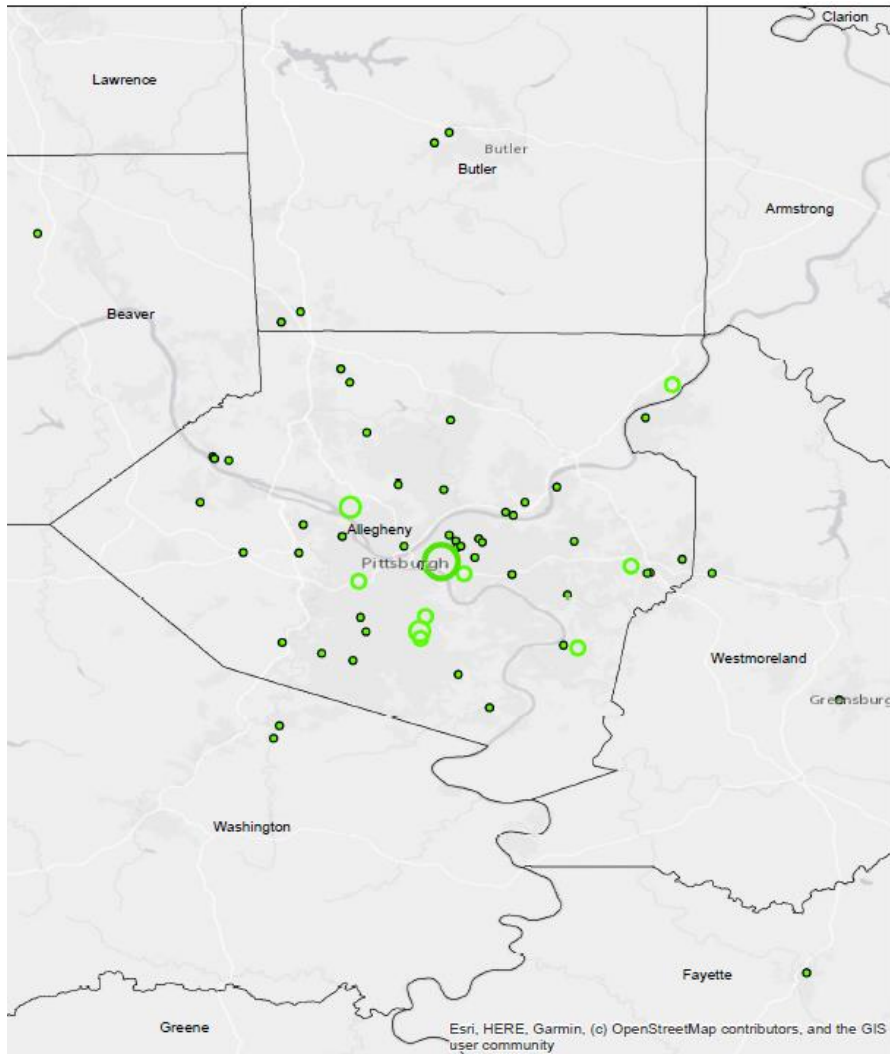 Clarion
Lawrence
Butler
Butler
Armstrong
Beaver
Allegheny
Pittsburgh
Westmoreland
Greensburg
Washington
Fayette
Greene
Esri, HERE, Garmin, (c) OpenStreetMap contributors, and the GIS
user community